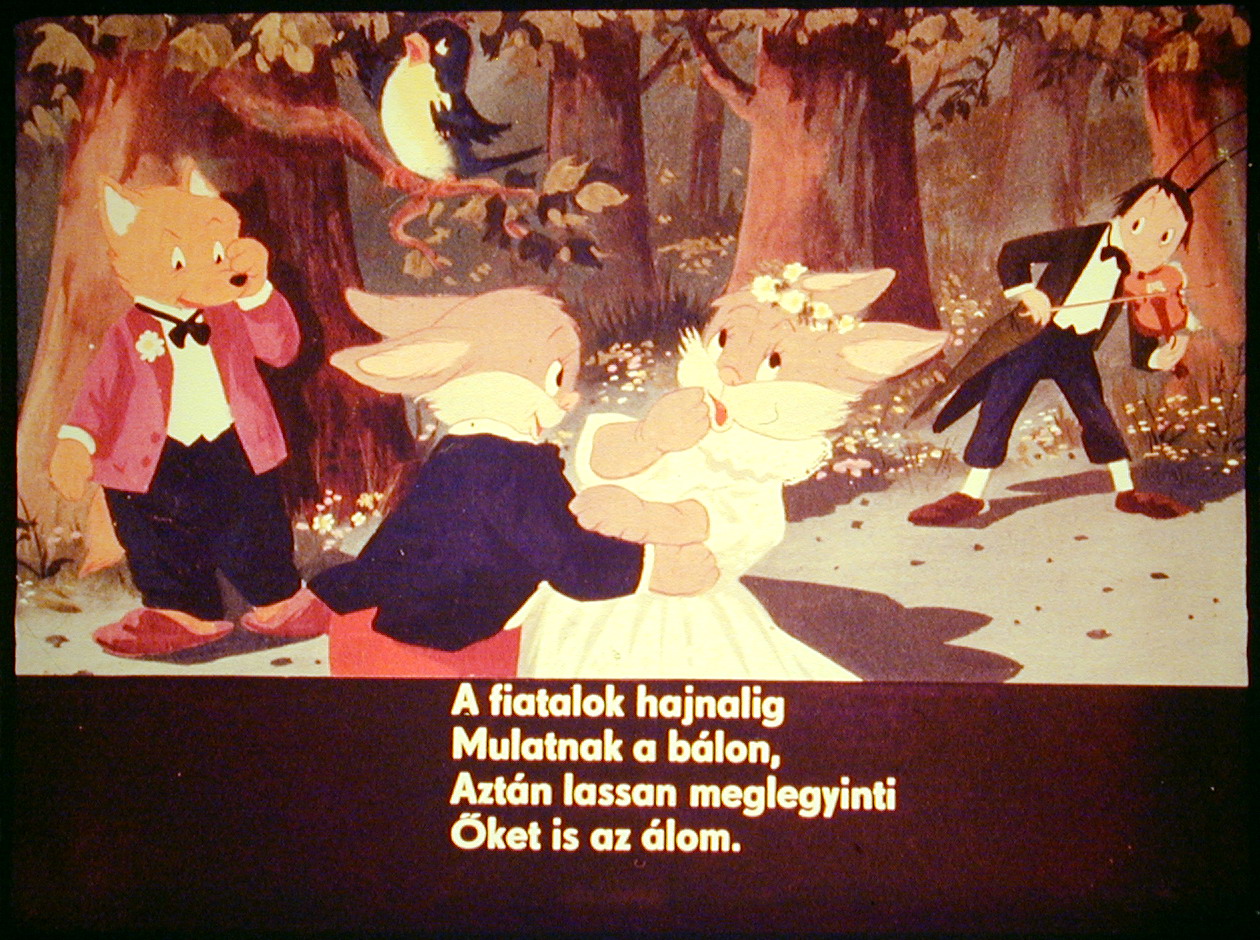 A fiatalok hajnalig
Mulatnak a bálon,
Aztán lassan meglegyinti
Őket is az álom.